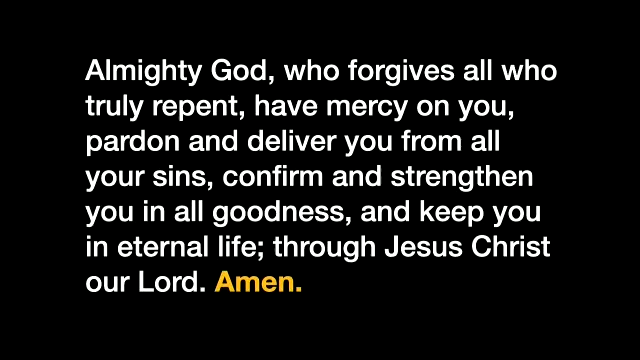 Almighty God, who forgives all who
truly repent, have mercy on you,
pardon and deliver you from all
your sins, confirm and strengthen
you in all goodness, and keep you
in eternal life; through Jesus Christ
our Lord. Amen.